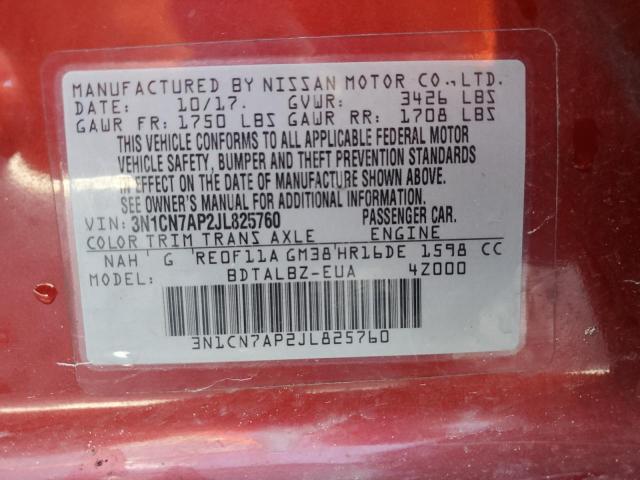 MANUFACTURED BY NISSAN MOTOR CO., LTD.
DATE: 10/17. GVWR: 3426 LBS
GAWR FR: 1750 LBS GAWR RR: 1708 LBS
THIS VEHICLE CONFORMS TO ALL APPLICABLE FEDERAL MOTOR
VEHICLE SAFETY, BUMPER AND THEFT PREVENTION STANDARDS
IN EFFECT ON THE DATE OF MANUFACTURE SHOWN ABOVE.
SEE OWNER'S MANUAL FOR ADDITIONAL INFORMATION.
VIN: 3N1CN7AP2JL825760 PASSENGER CAR.
COLOR TRIM TRANS AXLE ENGINE
NAH G RE0F11A GM38 HR16DE 1598 CC
MODEL: BDTALBZ-EUA 4Z000
3N1CN7AP2JL825760